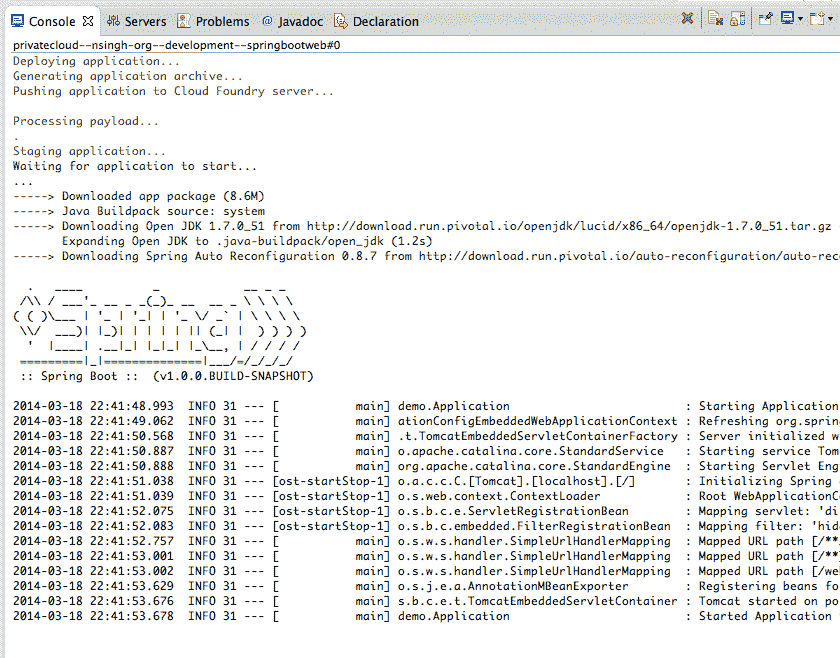 Console Servers Problems @ Javadoc Declaration
privatecloud--nsingh-org--development--springbootweb#0
Deploying application...
Generating application archive...
Pushing application to Cloud Foundry server...
Processing payload...
.
Staging application...
Waiting for application to start...
...
-----> Downloaded app package (8.6M)
-----> Java Buildpack source: system
-----> Downloading Open JDK 1.7.0_51 from http://download.run.pivotal.io/openjdk/lucid/x86_64/openjdk-1.7.0_51.tar.gz
       Expanding Open JDK to .java-buildpack/open_jdk (1.2s)
-----> Downloading Spring Auto Reconfiguration 0.8.7 from http://download.run.pivotal.io/auto-reconfiguration/auto-rec
  .   ____          _            __ _ _
 /\\ / ___'_ __ _ _(_)_ __  __ _ \ \ \ \
( ( )\___ | '_ | '_| | '_ \/ _` | \ \ \ \
 \\/  ___)| |_)| | | | | || (_| |  ) ) ) )
  '  |____| .__|_| |_|_| |_\__, | / / / /
 =========|_|==============|___/=/_/_/_/
 :: Spring Boot ::  (v1.0.0.BUILD-SNAPSHOT)
2014-03-18 22:41:48.993  INFO 31 --- [           main] demo.Application                         : Starting Application
2014-03-18 22:41:49.062  INFO 31 --- [           main] ationConfigEmbeddedWebApplicationContext : Refreshing org.sprin
2014-03-18 22:41:50.568  INFO 31 --- [           main] .t.TomcatEmbeddedServletContainerFactory : Server initialized w
2014-03-18 22:41:50.887  INFO 31 --- [           main] o.apache.catalina.core.StandardService   : Starting service Tom
2014-03-18 22:41:50.888  INFO 31 --- [           main] org.apache.catalina.core.StandardEngine  : Starting Servlet Eng
2014-03-18 22:41:51.038  INFO 31 --- [ost-startStop-1] o.a.c.c.C.[Tomcat].[localhost].[/]       : Initializing Spring
2014-03-18 22:41:51.039  INFO 31 --- [ost-startStop-1] o.s.web.context.ContextLoader            : Root WebApplicationC
2014-03-18 22:41:52.075  INFO 31 --- [ost-startStop-1] o.s.b.c.e.ServletRegistrationBean        : Mapping servlet: 'di
2014-03-18 22:41:52.083  INFO 31 --- [ost-startStop-1] o.s.b.c.embedded.FilterRegistrationBean  : Mapping filter: 'hid
2014-03-18 22:41:52.757  INFO 31 --- [           main] o.s.w.s.handler.SimpleUrlHandlerMapping  : Mapped URL path [/**
2014-03-18 22:41:53.001  INFO 31 --- [           main] o.s.w.s.handler.SimpleUrlHandlerMapping  : Mapped URL path [/**
2014-03-18 22:41:53.002  INFO 31 --- [           main] o.s.w.s.handler.SimpleUrlHandlerMapping  : Mapped URL path [/we
2014-03-18 22:41:53.629  INFO 31 --- [           main] o.s.j.e.a.AnnotationMBeanExporter        : Registering beans fo
2014-03-18 22:41:53.676  INFO 31 --- [           main] s.b.c.e.t.TomcatEmbeddedServletContainer : Tomcat started on po
2014-03-18 22:41:53.678  INFO 31 --- [           main] demo.Application                         : Started Application